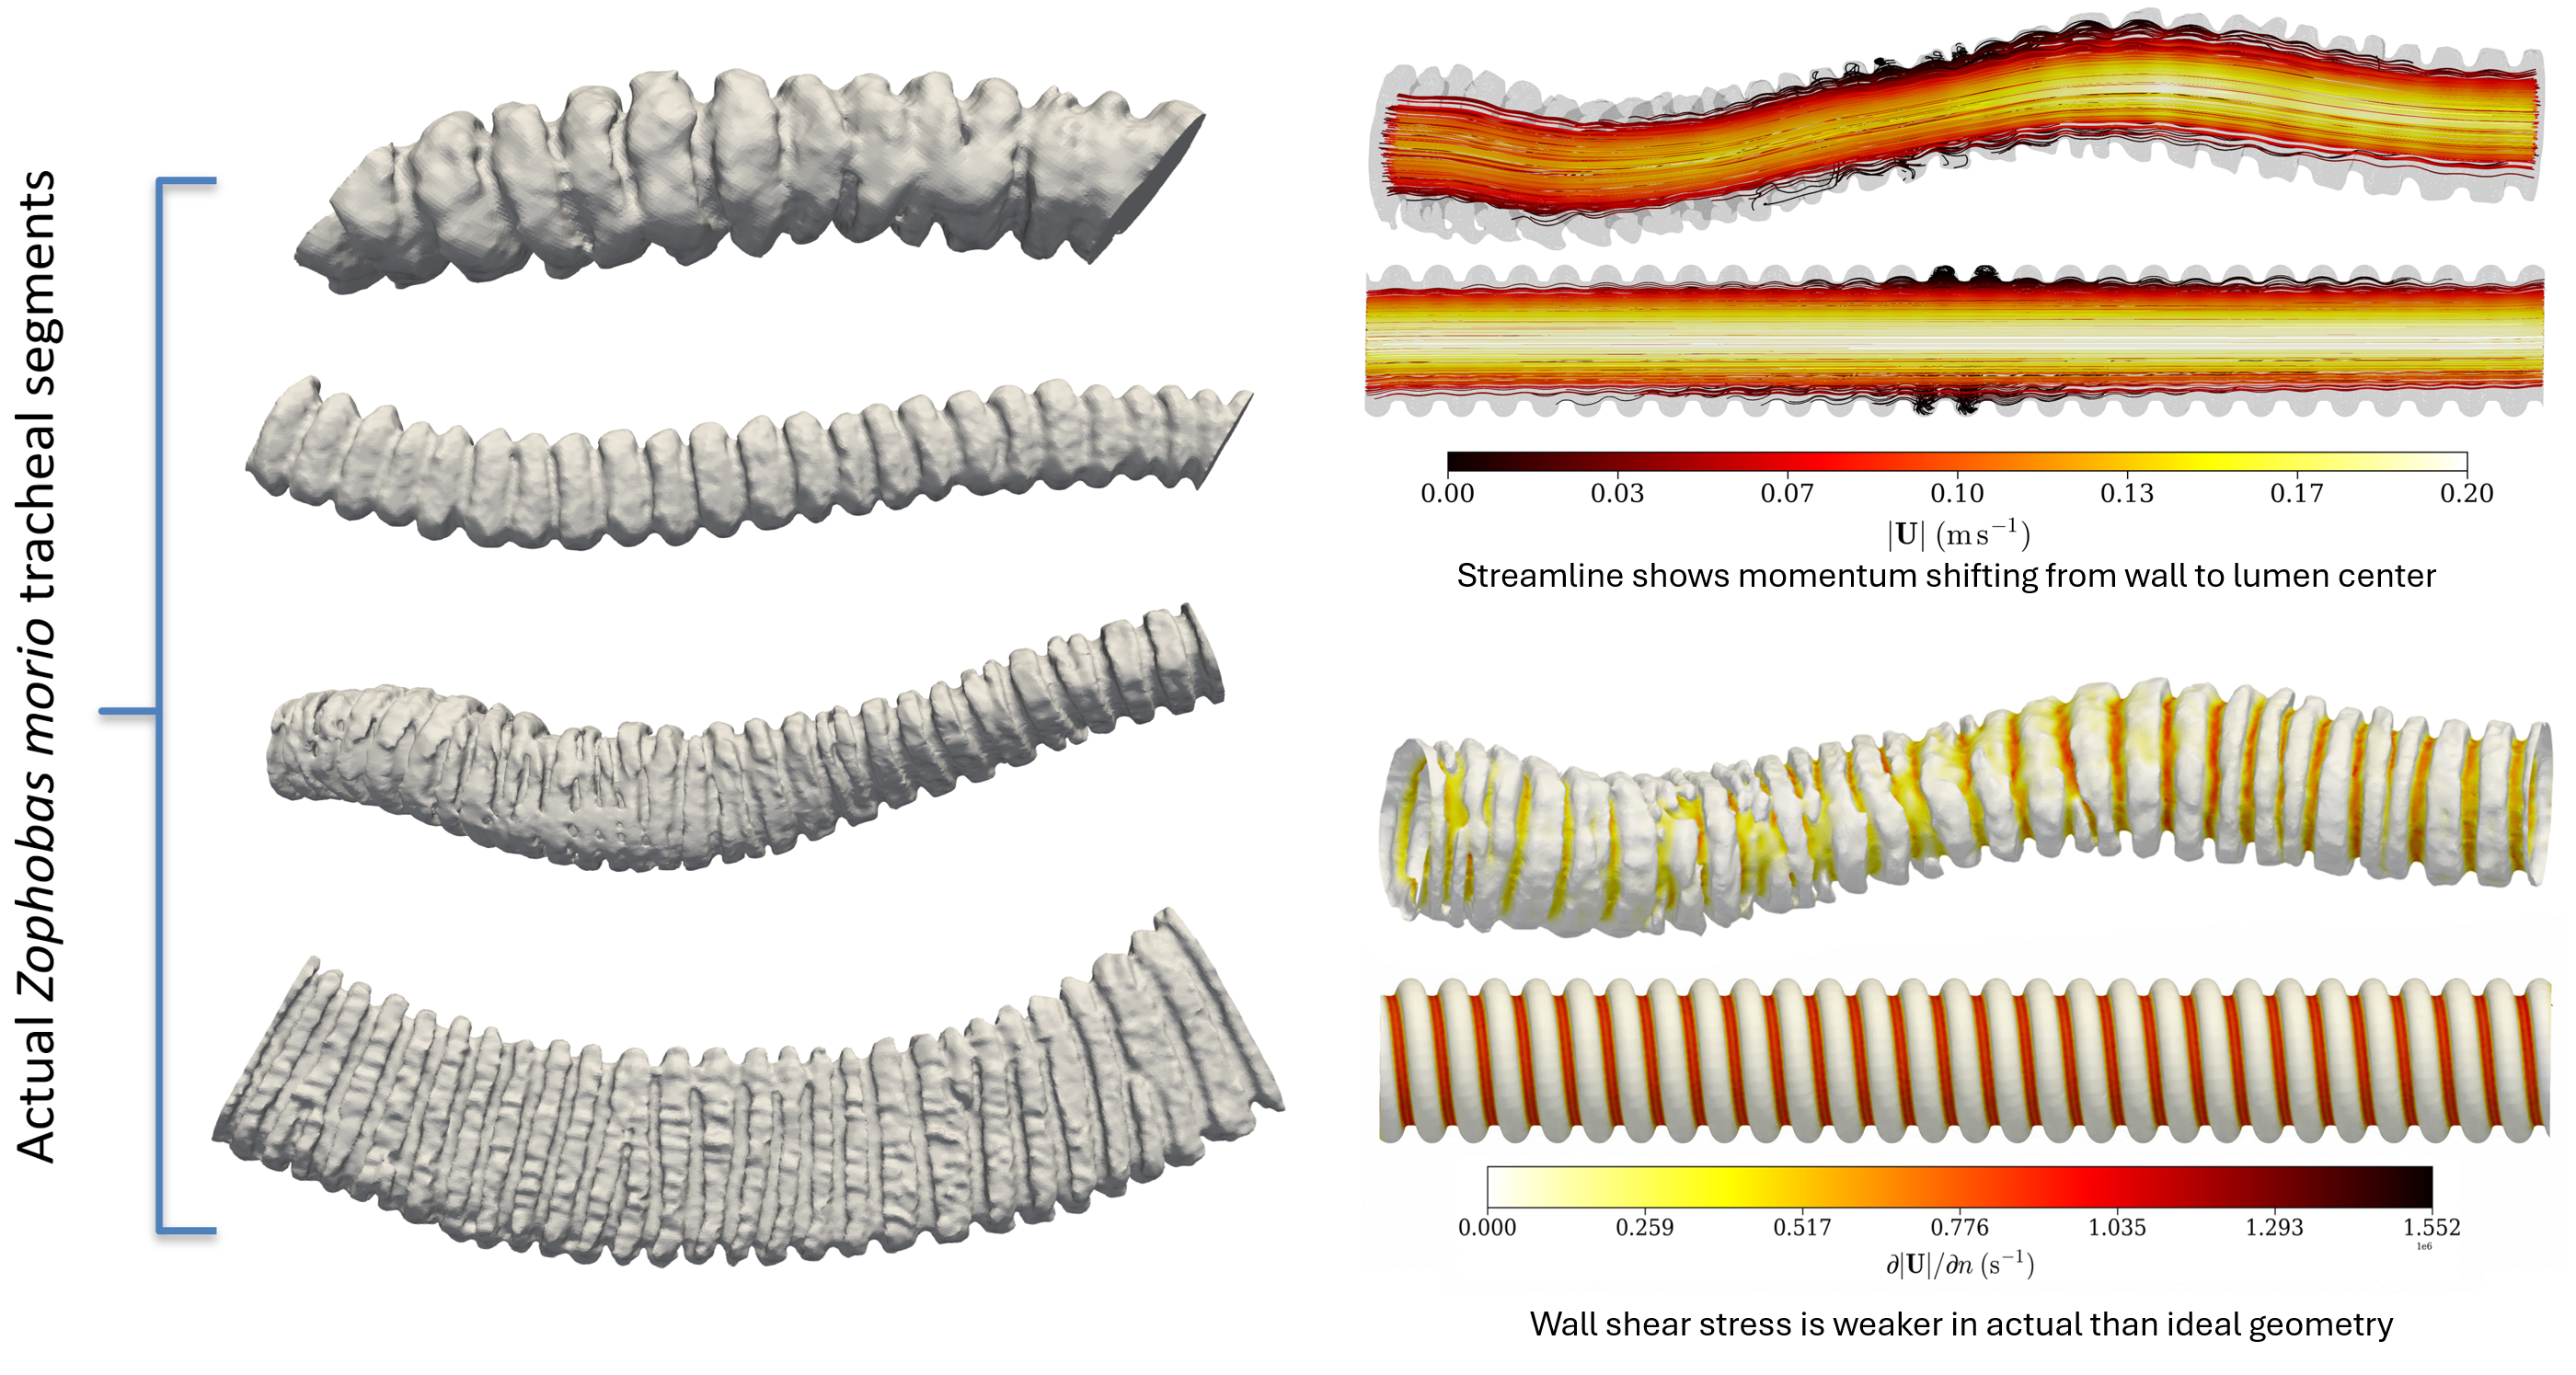 Actual Zophobas morio tracheal segments
0.00 0.03 0.07 0.10 0.13 0.17 0.20
|U| (m s⁻¹)
Streamline shows momentum shifting from wall to lumen center
0.000 0.259 0.517 0.776 1.035 1.293 1.552
1e6
∂|U|/∂n (s⁻¹)
Wall shear stress is weaker in actual than ideal geometry